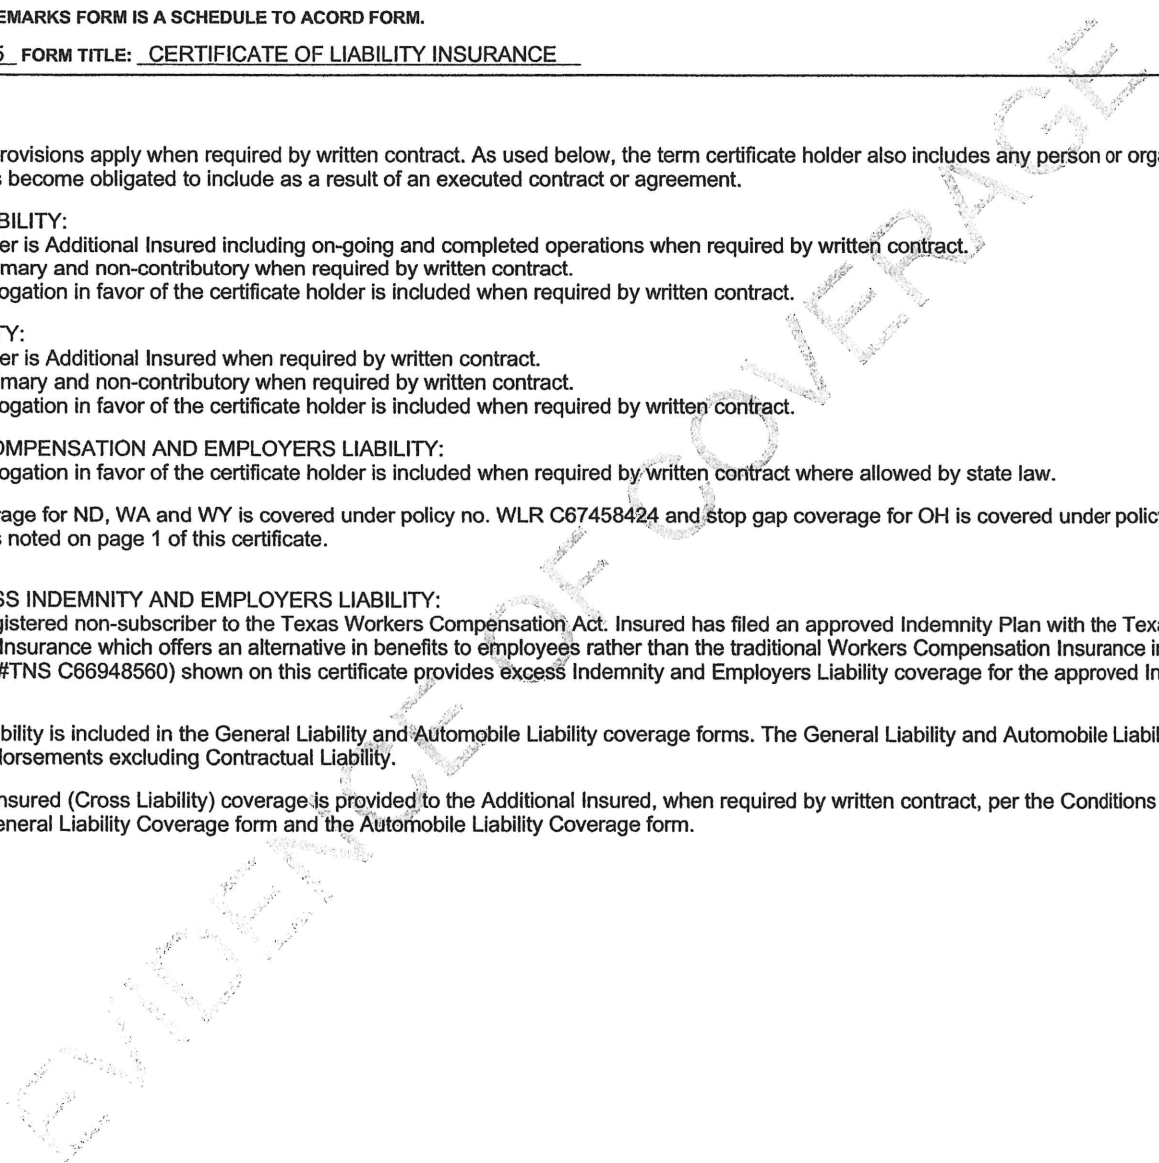 EMARKS FORM IS A SCHEDULE TO ACORD FORM.
5 FORM TITLE: CERTIFICATE OF LIABILITY INSURANCE
rovisions apply when required by written contract. As used below, the term certificate holder also includes any person or orga
s become obligated to include as a result of an executed contract or agreement.
BILITY:
er is Additional Insured including on-going and completed operations when required by written contract.
mary and non-contributory when required by written contract.
ogation in favor of the certificate holder is included when required by written contract.
TY:
er is Additional Insured when required by written contract.
mary and non-contributory when required by written contract.
ogation in favor of the certificate holder is included when required by written contract.
OMPENSATION AND EMPLOYERS LIABILITY:
ogation in favor of the certificate holder is included when required by written contract where allowed by state law.
rage for ND, WA and WY is covered under policy no. WLR C67458424 and stop gap coverage for OH is covered under policy
s noted on page 1 of this certificate.
SS INDEMNITY AND EMPLOYERS LIABILITY:
gistered non-subscriber to the Texas Workers Compensation Act. Insured has filed an approved Indemnity Plan with the Texa
Insurance which offers an alternative in benefits to employees rather than the traditional Workers Compensation Insurance i
#TNS C66948560) shown on this certificate provides excess Indemnity and Employers Liability coverage for the approved In
bility is included in the General Liability and Automobile Liability coverage forms. The General Liability and Automobile Liabil
dorsements excluding Contractual Liability.
nsured (Cross Liability) coverage is provided to the Additional Insured, when required by written contract, per the Conditions
eneral Liability Coverage form and the Automobile Liability Coverage form.
EVIDENCE OF COVERAGE